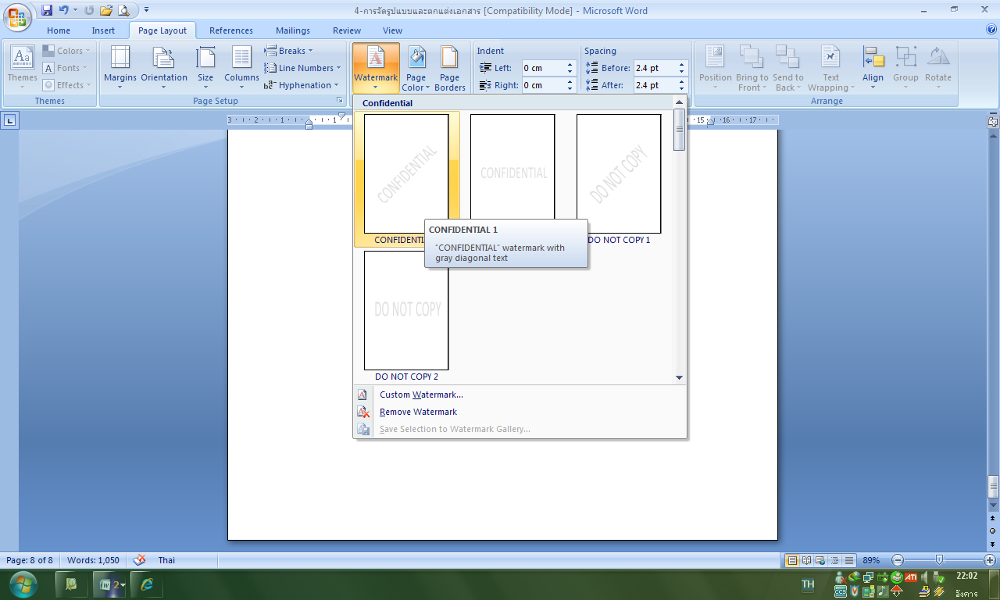 4-การจัดรูปแบบและตกแต่งเอกสาร [Compatibility Mode] - Microsoft Word
Home Insert Page Layout References Mailings Review View
Themes Colors Fonts Effects Themes
Margins Orientation Size Columns Breaks Line Numbers Hyphenation Page Setup
Watermark Page Color Page Borders
Indent Spacing
Left: 0 cm Before: 2.4 pt
Right: 0 cm After: 2.4 pt
Position Bring to Front Send to Back Text Wrapping Align Group Rotate Arrange
3 2 1 1 15 16 17
Confidential
CONFIDENTIAL CONFIDENTIAL DO NOT COPY
DO NOT COPY 1
CONFIDENTIAL 1
"CONFIDENTIAL" watermark with
gray diagonal text
DO NOT COPY
DO NOT COPY 2
Custom Watermark...
Remove Watermark
Save Selection to Watermark Gallery...
Page: 8 of 8 Words: 1,050 Thai 89%
2 TH ATI CCE 22:02
อังคาร